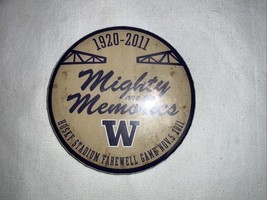 1920-2011
Mighty
are the
Memories
W
HUSKY STADIUM FAREWELL GAME NOV. 5 2011